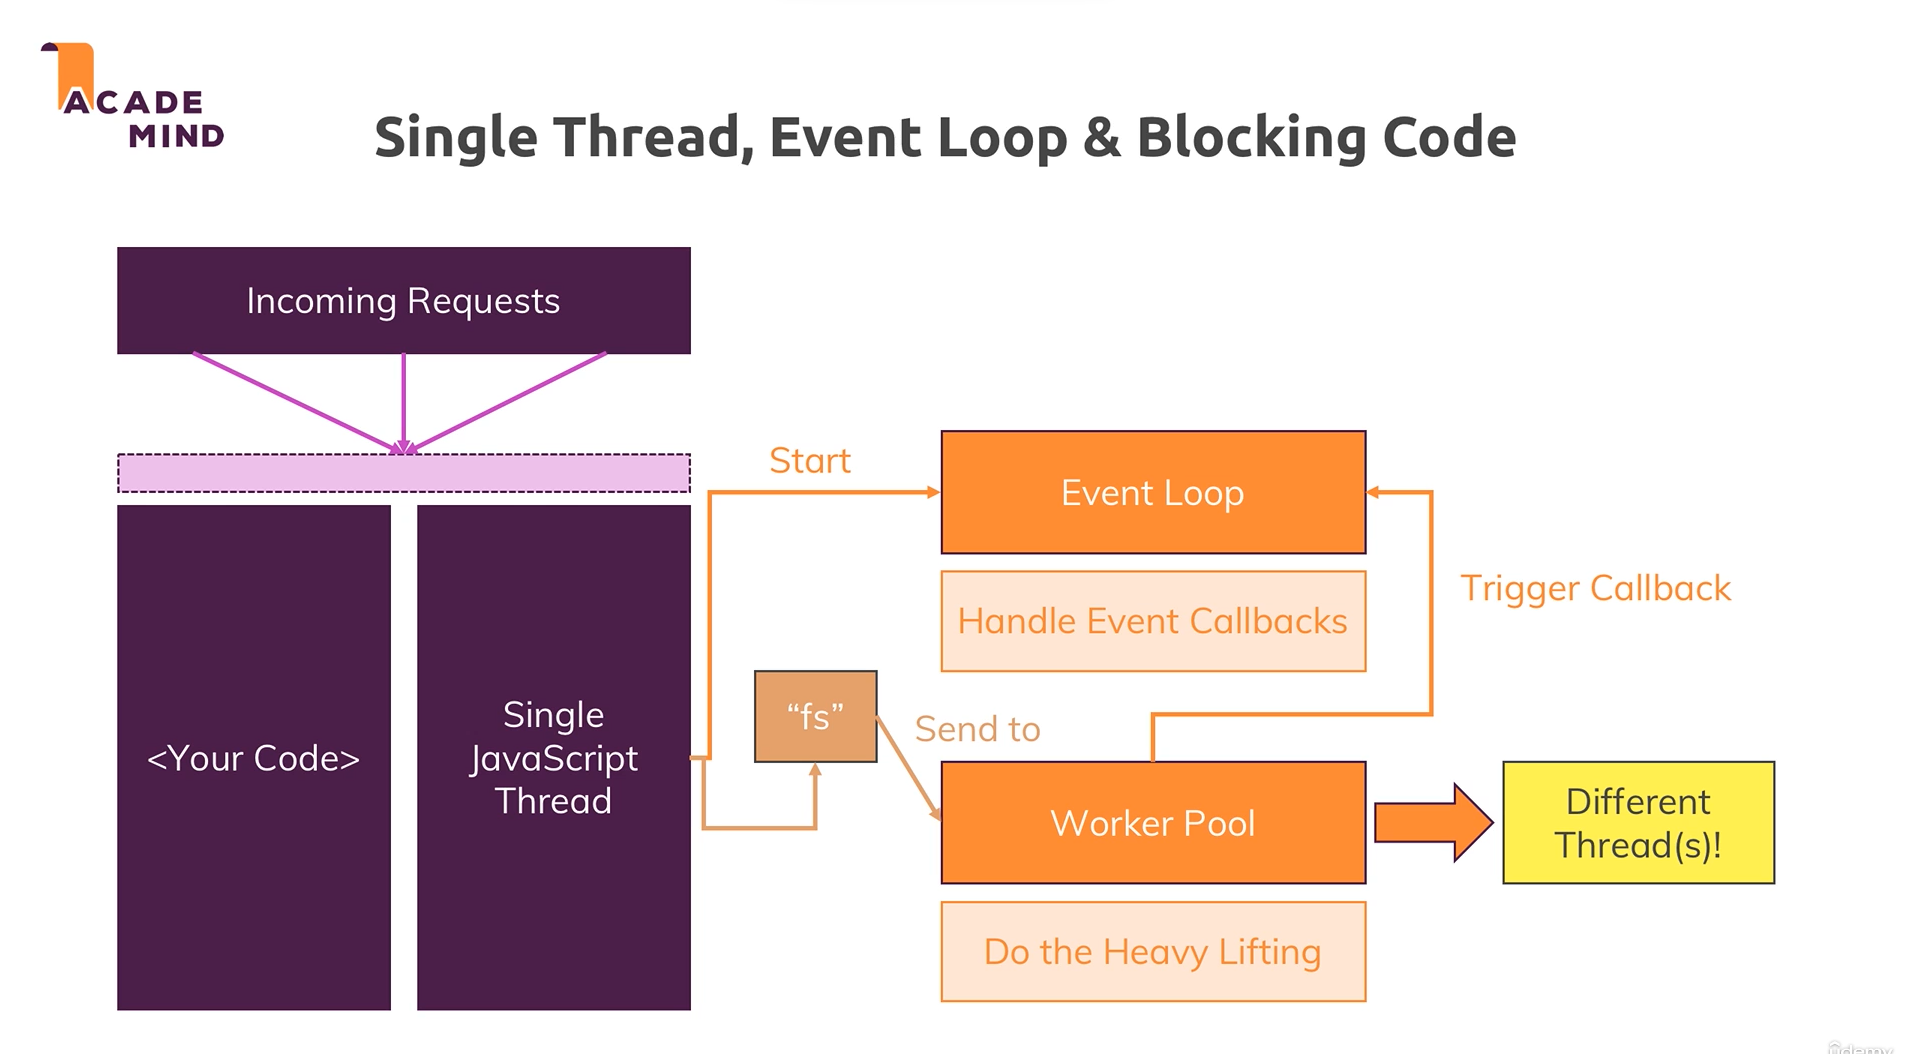 ACADE
MIND
Single Thread, Event Loop & Blocking Code
Incoming Requests
Start
Event Loop
Trigger Callback
Handle Event Callbacks
“fs”
Send to
<Your Code>
Single
JavaScript
Thread
Worker Pool
Different
Thread(s)!
Do the Heavy Lifting
ûdemy